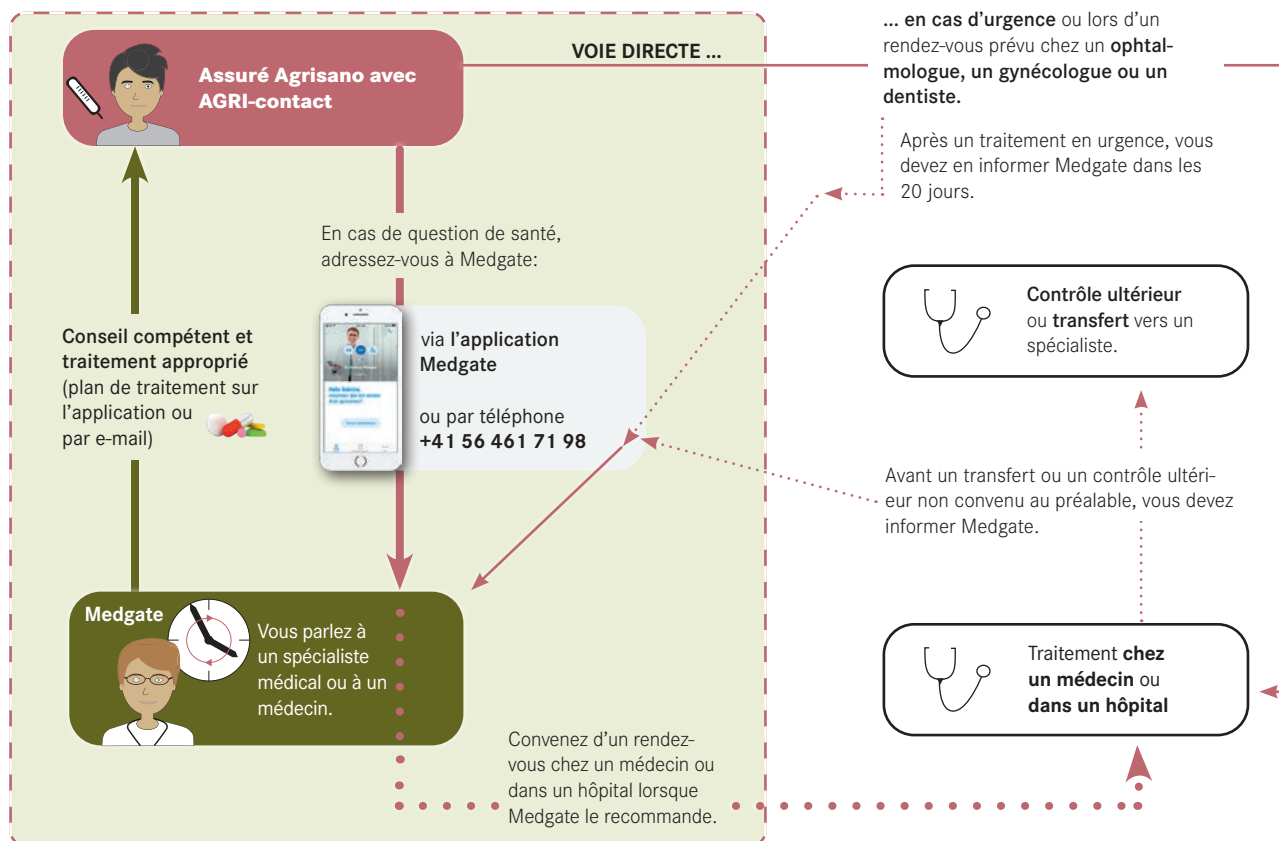 Assuré Agrisano avec
AGRI-contact
VOIE DIRECTE ...
... en cas d'urgence ou lors d'un
rendez-vous prévu chez un ophtal-
mologue, un gynécologue ou un
dentiste.
Après un traitement en urgence, vous
devez en informer Medgate dans les
20 jours.
En cas de question de santé,
adressez-vous à Medgate:
via l'application
Medgate
ou par téléphone
+41 56 461 71 98
Conseil compétent et
traitement approprié
(plan de traitement sur
l'application ou
par e-mail)
Contrôle ultérieur
ou transfert vers un
spécialiste.
Avant un transfert ou un contrôle ultéri-
eur non convenu au préalable, vous devez
informer Medgate.
Medgate
Vous parlez à
un spécialiste
médical ou à un
médecin.
Traitement chez
un médecin ou
dans un hôpital
Convenez d'un rendez-
vous chez un médecin ou
dans un hôpital lorsque
Medgate le recommande.